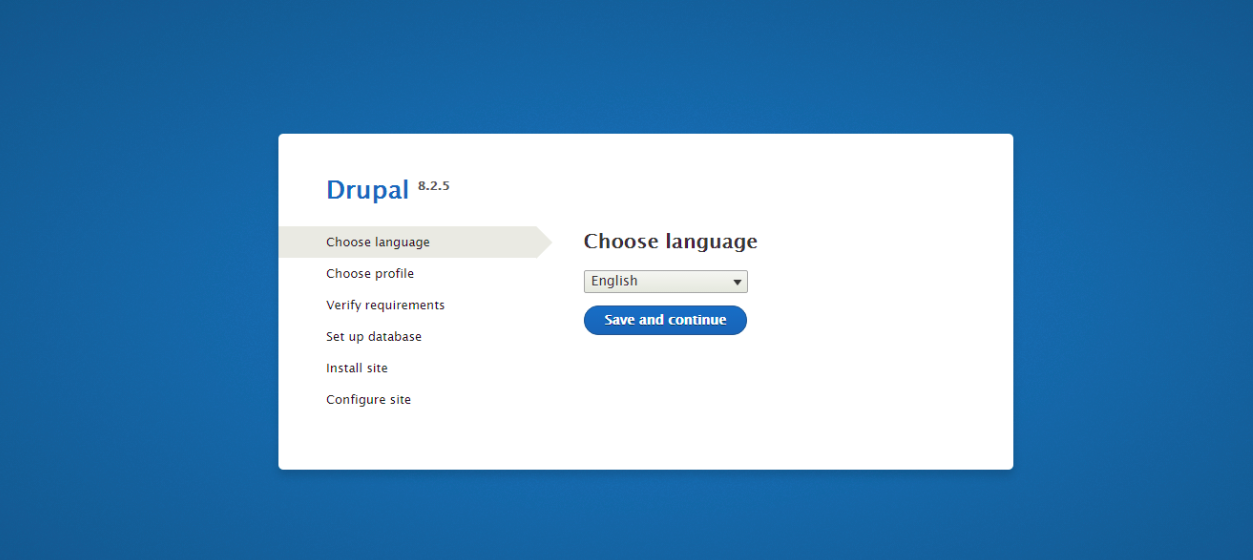 Drupal 8.2.5
Choose language
Choose profile
Verify requirements
Set up database
Install site
Configure site
Choose language
English
Save and continue